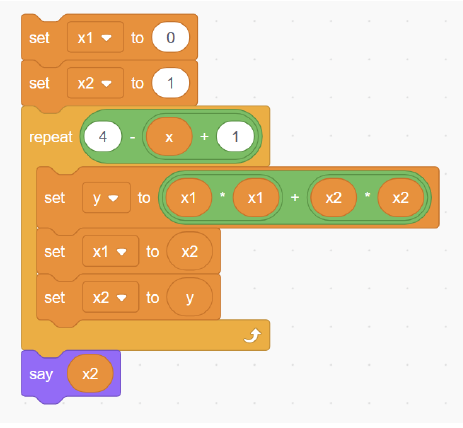 set x1 to 0
set x2 to 1
repeat 4 - x + 1
set y to x1 * x1 + x2 * x2
set x1 to x2
set x2 to y
say x2